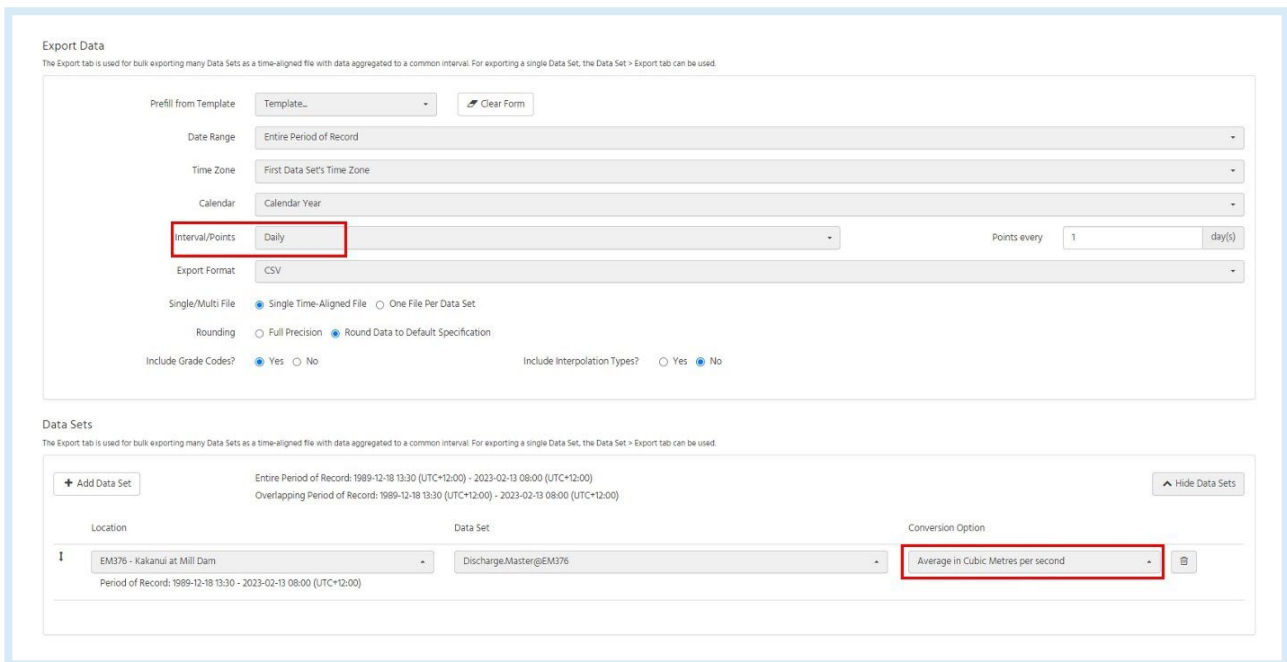 Export Data
The Export tab is used for bulk exporting many Data Sets as a time-aligned file with data aggregated to a common interval. For exporting a single Data Set, the Data Set > Export tab can be used.
Prefill from Template Template... Clear Form
Date Range Entire Period of Record
Time Zone First Data Set's Time Zone
Calendar Calendar Year
Interval/Points Daily Points every 1 day(s)
Export Format CSV
Single/Multi File Single Time-Aligned File One File Per Data Set
Rounding Full Precision Round Data to Default Specification
Include Grade Codes? Yes No Include Interpolation Types? Yes No
Data Sets
The Export tab is used for bulk exporting many Data Sets as a time-aligned file with data aggregated to a common interval. For exporting a single Data Set, the Data Set > Export tab can be used.
+ Add Data Set Entire Period of Record: 1989-12-18 13:30 (UTC+12:00) - 2023-02-13 08:00 (UTC+12:00) Hide Data Sets
Overlapping Period of Record: 1989-12-18 13:30 (UTC+12:00) - 2023-02-13 08:00 (UTC+12:00)
Location Data Set Conversion Option
EM376 - Kakanui at Mill Dam Discharge.Master@EM376 Average in Cubic Metres per second
Period of Record: 1989-12-18 13:30 - 2023-02-13 08:00 (UTC+12:00)